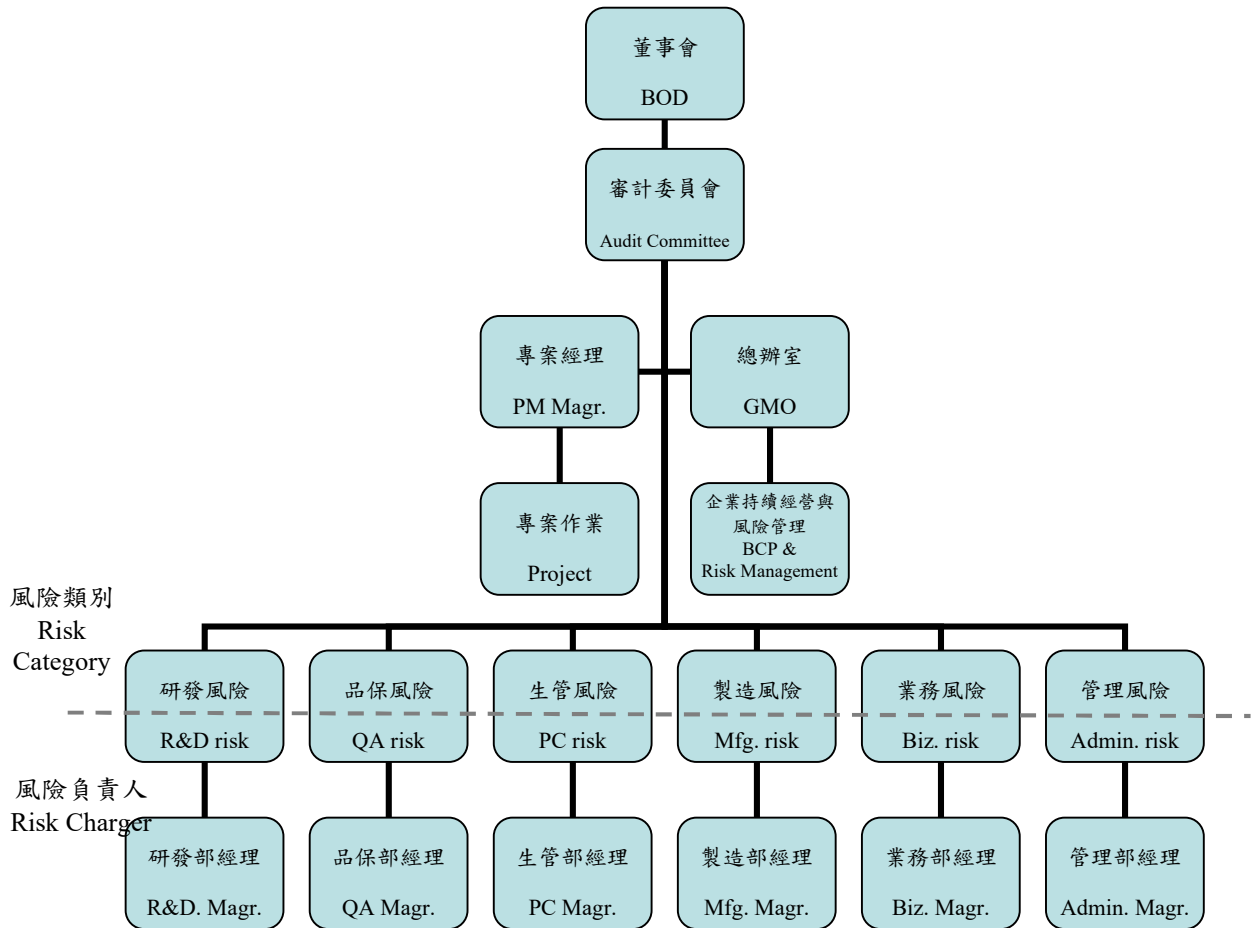 董事會
BOD
審計委員會
Audit Committee
專案經理
PM Magr.
總辦室
GMO
專案作業
Project
企業持續經營與
風險管理
BCP &
Risk Management
風險類別
Risk
Category
研發風險
R&D risk
品保風險
QA risk
生管風險
PC risk
製造風險
Mfg. risk
業務風險
Biz. risk
管理風險
Admin. risk
風險負責人
Risk Charger
研發部經理
R&D. Magr.
品保部經理
QA Magr.
生管部經理
PC Magr.
製造部經理
Mfg. Magr.
業務部經理
Biz. Magr.
管理部經理
Admin. Magr.